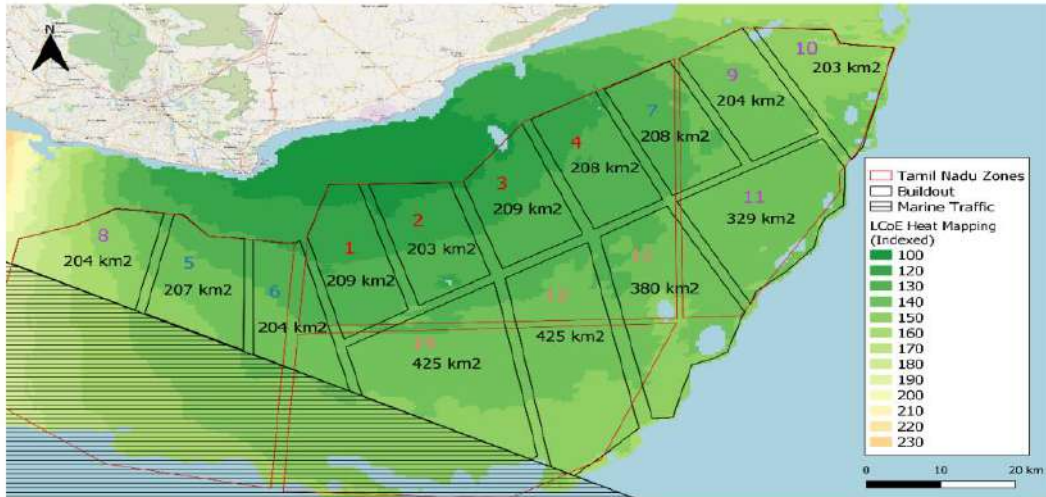 N
10
203 km2
9
204 km2
7
208 km2
4
208 km2
3
209 km2
11
329 km2
2
203 km2
8
204 km2
1
209 km2
5
207 km2
6
204 km2
380 km2
12
425 km2
425 km2
Tamil Nadu Zones
Buildout
Marine Traffic
LCoE Heat Mapping
(Indexed)
100
120
130
140
150
160
170
180
190
200
210
220
230
0 10 20 km